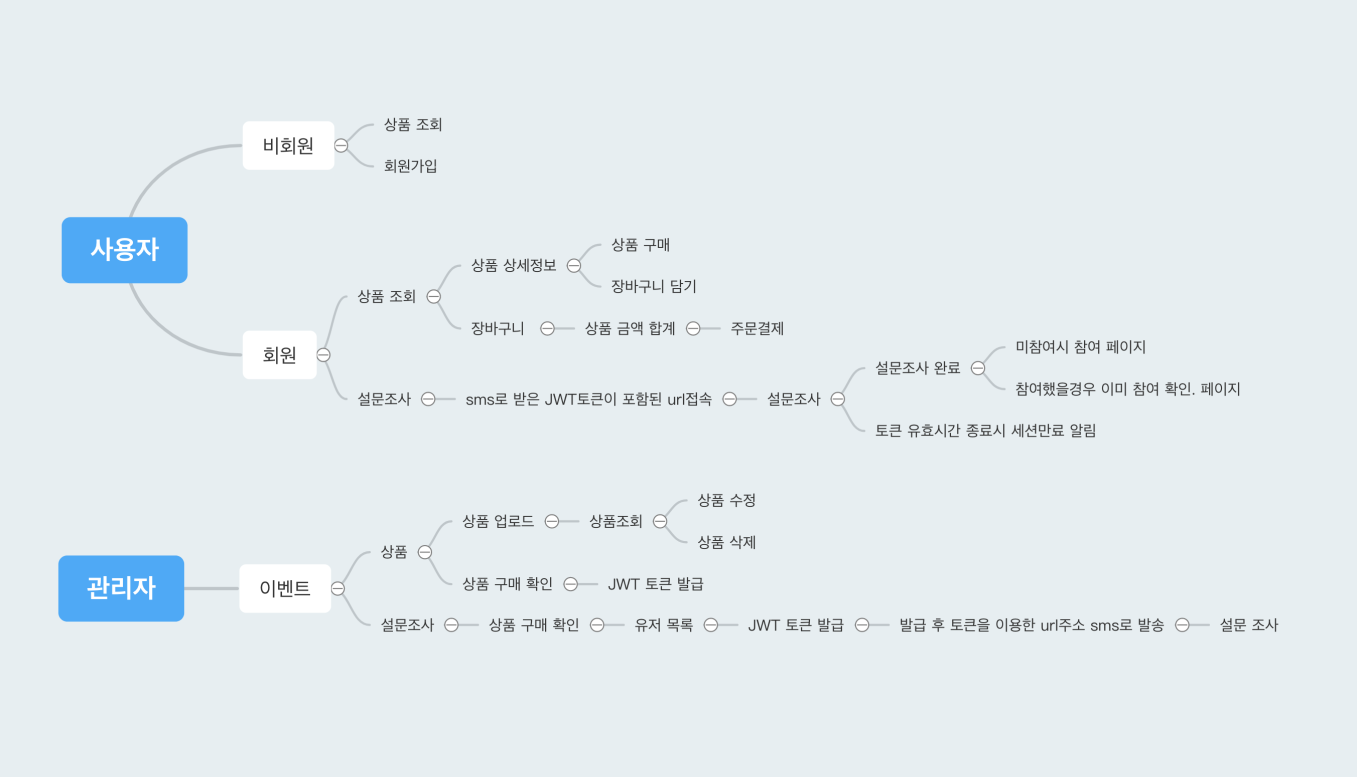 사용자
비회원
상품 조회
회원가입
회원
상품 조회
상품 상세정보
상품 구매
장바구니 담기
장바구니
상품 금액 합계
주문결제
설문조사
sms로 받은 JWT토큰이 포함된 url접속
설문조사
설문조사 완료
미참여시 참여 페이지
참여했을경우 이미 참여 확인. 페이지
토큰 유효시간 종료시 세션만료 알림
관리자
이벤트
상품
상품 업로드
상품조회
상품 수정
상품 삭제
상품 구매 확인
JWT 토큰 발급
설문조사
상품 구매 확인
유저 목록
JWT 토큰 발급
발급 후 토큰을 이용한 url주소 sms로 발송
설문 조사